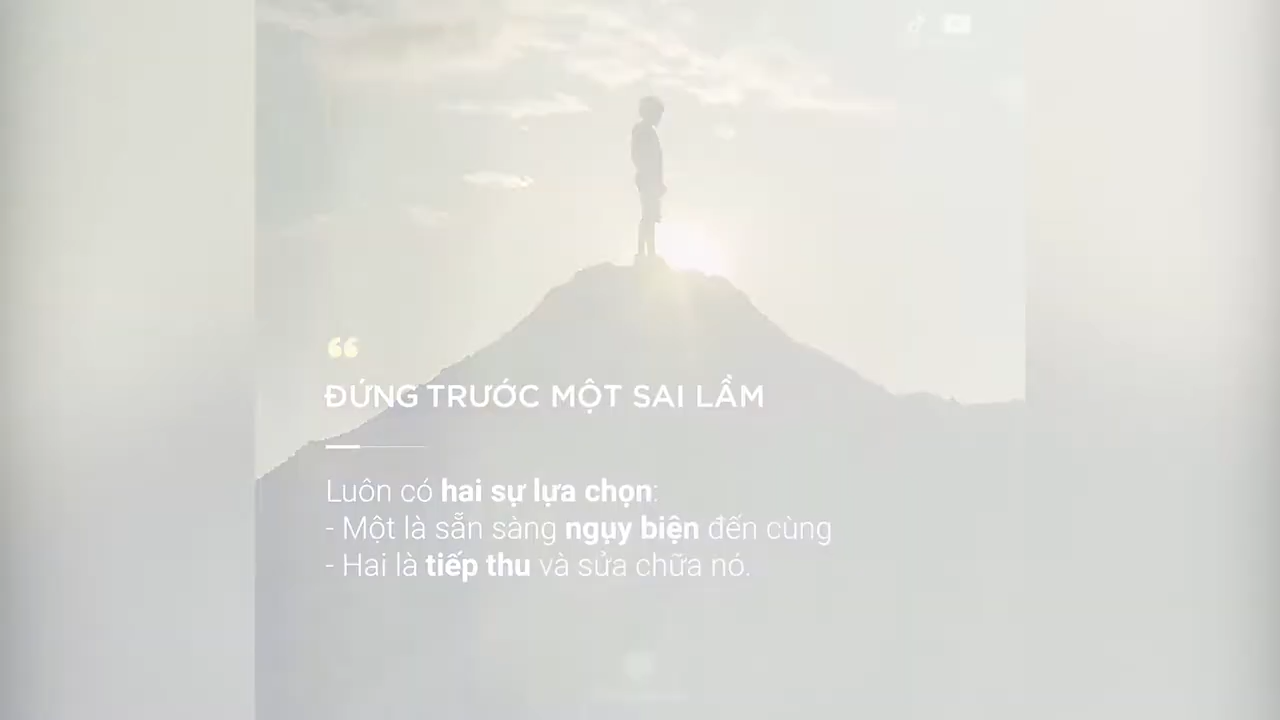 “
ĐỨNG TRƯỚC MỘT SAI LẦM
Luôn có hai sự lựa chọn:
- Một là sẵn sàng ngụy biện đến cùng
- Hai là tiếp thu và sửa chữa nó.